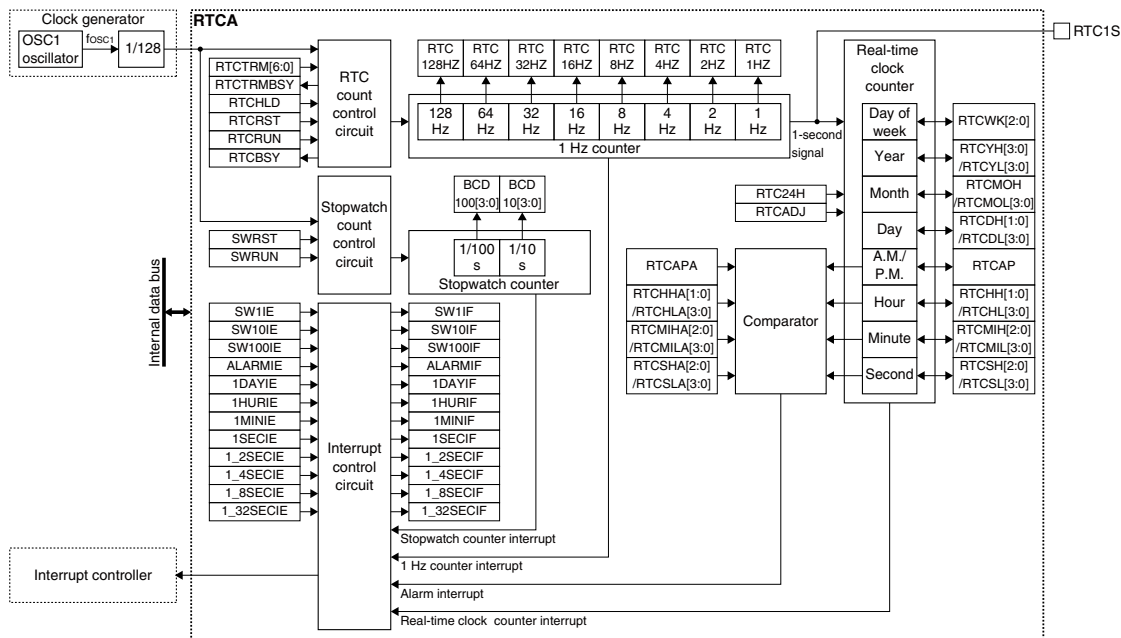 Clock generator
OSC1
oscillator
fOSC1
1/128
RTCA
RTC1S
RTCTRM[6:0]
RTCTRMBSY
RTCHLD
RTCRST
RTCRUN
RTCBSY
RTC
count
control
circuit
RTC
128HZ
RTC
64HZ
RTC
32HZ
RTC
16HZ
RTC
8HZ
RTC
4HZ
RTC
2HZ
RTC
1HZ
128
Hz
64
Hz
32
Hz
16
Hz
8
Hz
4
Hz
2
Hz
1
Hz
1 Hz counter
1-second
signal
Real-time
clock
counter
Day of
week
Year
Month
Day
A.M./
P.M.
Hour
Minute
Second
RTCWK[2:0]
RTCYH[3:0]
/RTCYL[3:0]
RTCMOH
/RTCMOL[3:0]
RTCDH[1:0]
/RTCDL[3:0]
RTCAP
RTCHH[1:0]
/RTCHL[3:0]
RTCMIH[2:0]
/RTCMIL[3:0]
RTCSH[2:0]
/RTCSL[3:0]
RTC24H
RTCADJ
SWRST
SWRUN
Stopwatch
count
control
circuit
BCD
100[3:0]
BCD
10[3:0]
1/100
s
1/10
s
Stopwatch counter
RTCAPA
RTCHHA[1:0]
/RTCHLA[3:0]
RTCMIHA[2:0]
/RTCMILA[3:0]
RTCSHA[2:0]
/RTCSLA[3:0]
Comparator
Internal data bus
SW1IE
SW10IE
SW100IE
ALARMIE
1DAYIE
1HURIE
1MINIE
1SECIE
1_2SECIE
1_4SECIE
1_8SECIE
1_32SECIE
Interrupt
control
circuit
SW1IF
SW10IF
SW100IF
ALARMIF
1DAYIF
1HURIF
1MINIF
1SECIF
1_2SECIF
1_4SECIF
1_8SECIF
1_32SECIF
Stopwatch counter interrupt
1 Hz counter interrupt
Alarm interrupt
Real-time clock counter interrupt
Interrupt controller